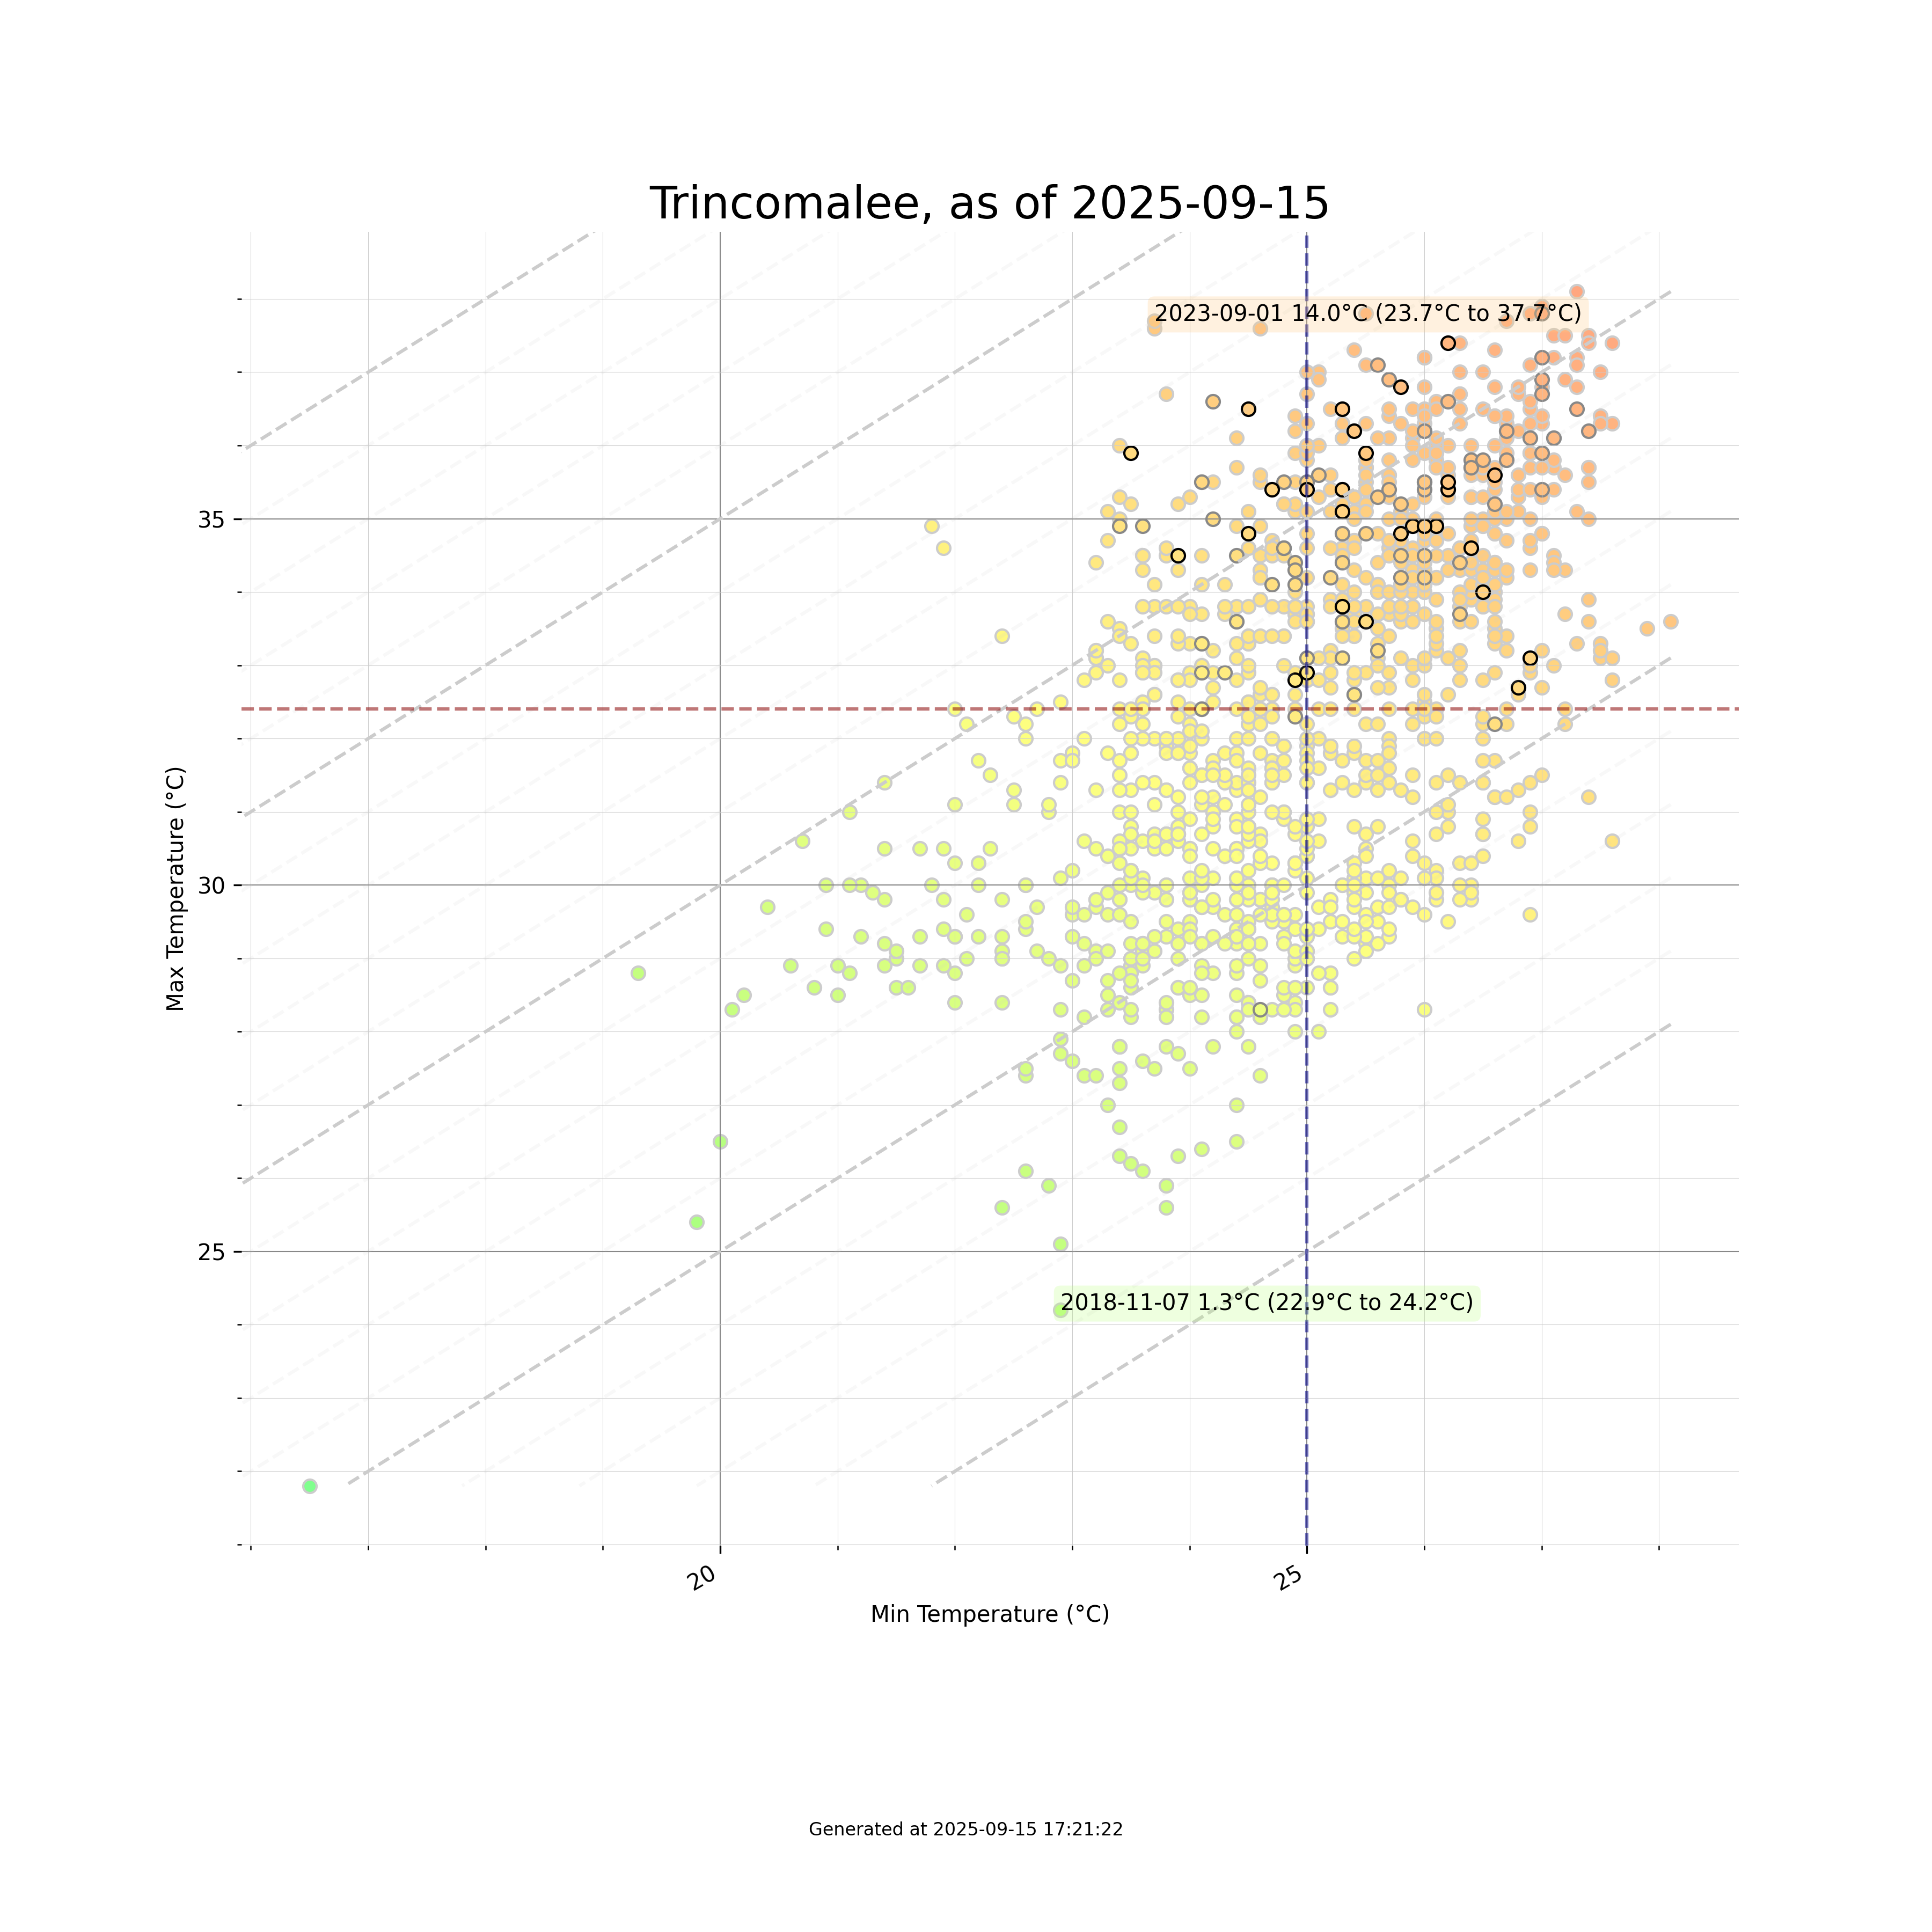 Trincomalee, as of 2025-09-15
2023-09-01 14.0°C (23.7°C to 37.7°C)
35
30
25
Max Temperature (°C)
2018-11-07 1.3°C (22.9°C to 24.2°C)
20
25
Min Temperature (°C)
Generated at 2025-09-15 17:21:22